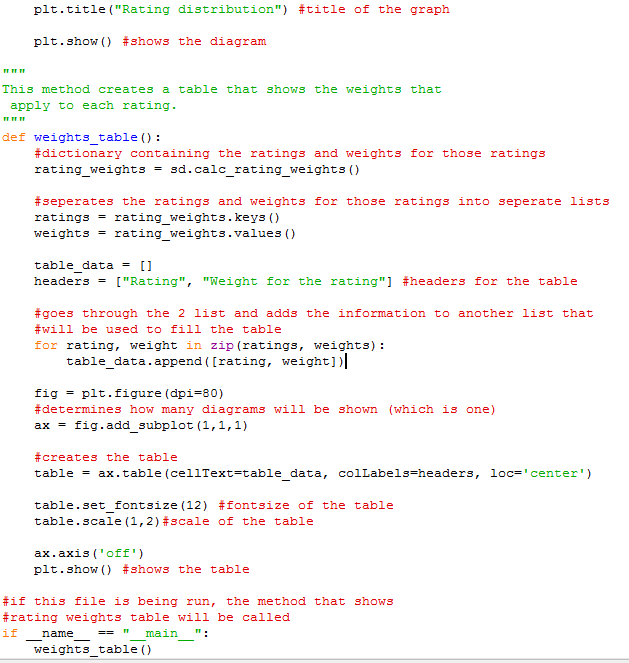 plt.title("Rating distribution") #title of the graph

    plt.show() #shows the diagram

"""
This method creates a table that shows the weights that
 apply to each rating.
"""
def weights_table():
    #dictionary containing the ratings and weights for those ratings
    rating_weights = sd.calc_rating_weights()

    #seperates the ratings and weights for those ratings into seperate lists
    ratings = rating_weights.keys()
    weights = rating_weights.values()

    table_data = []
    headers = ["Rating", "Weight for the rating"] #headers for the table

    #goes through the 2 list and adds the information to another list that
    #will be used to fill the table
    for rating, weight in zip(ratings, weights):
        table_data.append([rating, weight])

    fig = plt.figure(dpi=80)
    #determines how many diagrams will be shown (which is one)
    ax = fig.add_subplot(1,1,1)

    #creates the table
    table = ax.table(cellText=table_data, colLabels=headers, loc='center')

    table.set_fontsize(12) #fontsize of the table
    table.scale(1,2)#scale of the table

    ax.axis('off')
    plt.show() #shows the table

#if this file is being run, the method that shows
#rating weights table will be called
if __name__ == "__main__":
    weights_table()